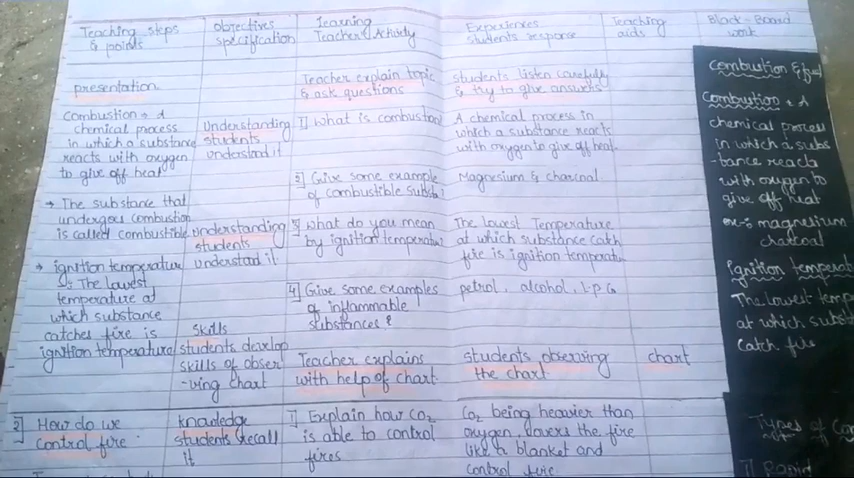 Teaching steps
& points
objectives
specification
Learning
Teacher Activity
Experiences
students response
Teaching
aids
Black-Board
work
presentation
Teacher explain topic
& ask questions
students listen carefully
& try to give answers
Combustion → A
chemical process
in which a substance
reacts with oxygen
to give off heat
→ The substance that
undergoes combustion
is called combustible
→ ignition temperature
The lowest
temperature at
which substance
catches fire is
ignition temperature
Understanding
students
understand it
understanding
students
understand it
skills
students develop
skills of obser
-ving chart
1] what is combustion
2] Give some example
of combustible subst
3] what do you mean
by ignition temperature
4] Give some examples
of inflammable
substances?
Teacher explains
with help of chart
A chemical process in
which a substance reacts
with oxygen to give off heat.
Magnesium & charcoal
The lowest Temperature
at which substance catch
fire is ignition temperatu
petrol, alcohol, LPG
students observing
the chart
chart
2] How do we
control fire
knowledge
students recall
it
1] Explain how CO2
is able to control
fires
CO2 being heavier than
oxygen, covers the fire
like a blanket and
control fire
Combustion & fuel
Combustion → A
chemical process
in which a subs
-tance reacts
with oxygen to
give off heat
ex-: magnesium
charcoal
ignition temperat
The lowest temp
at which subst
catch fire
Types of Com
1] Rapid